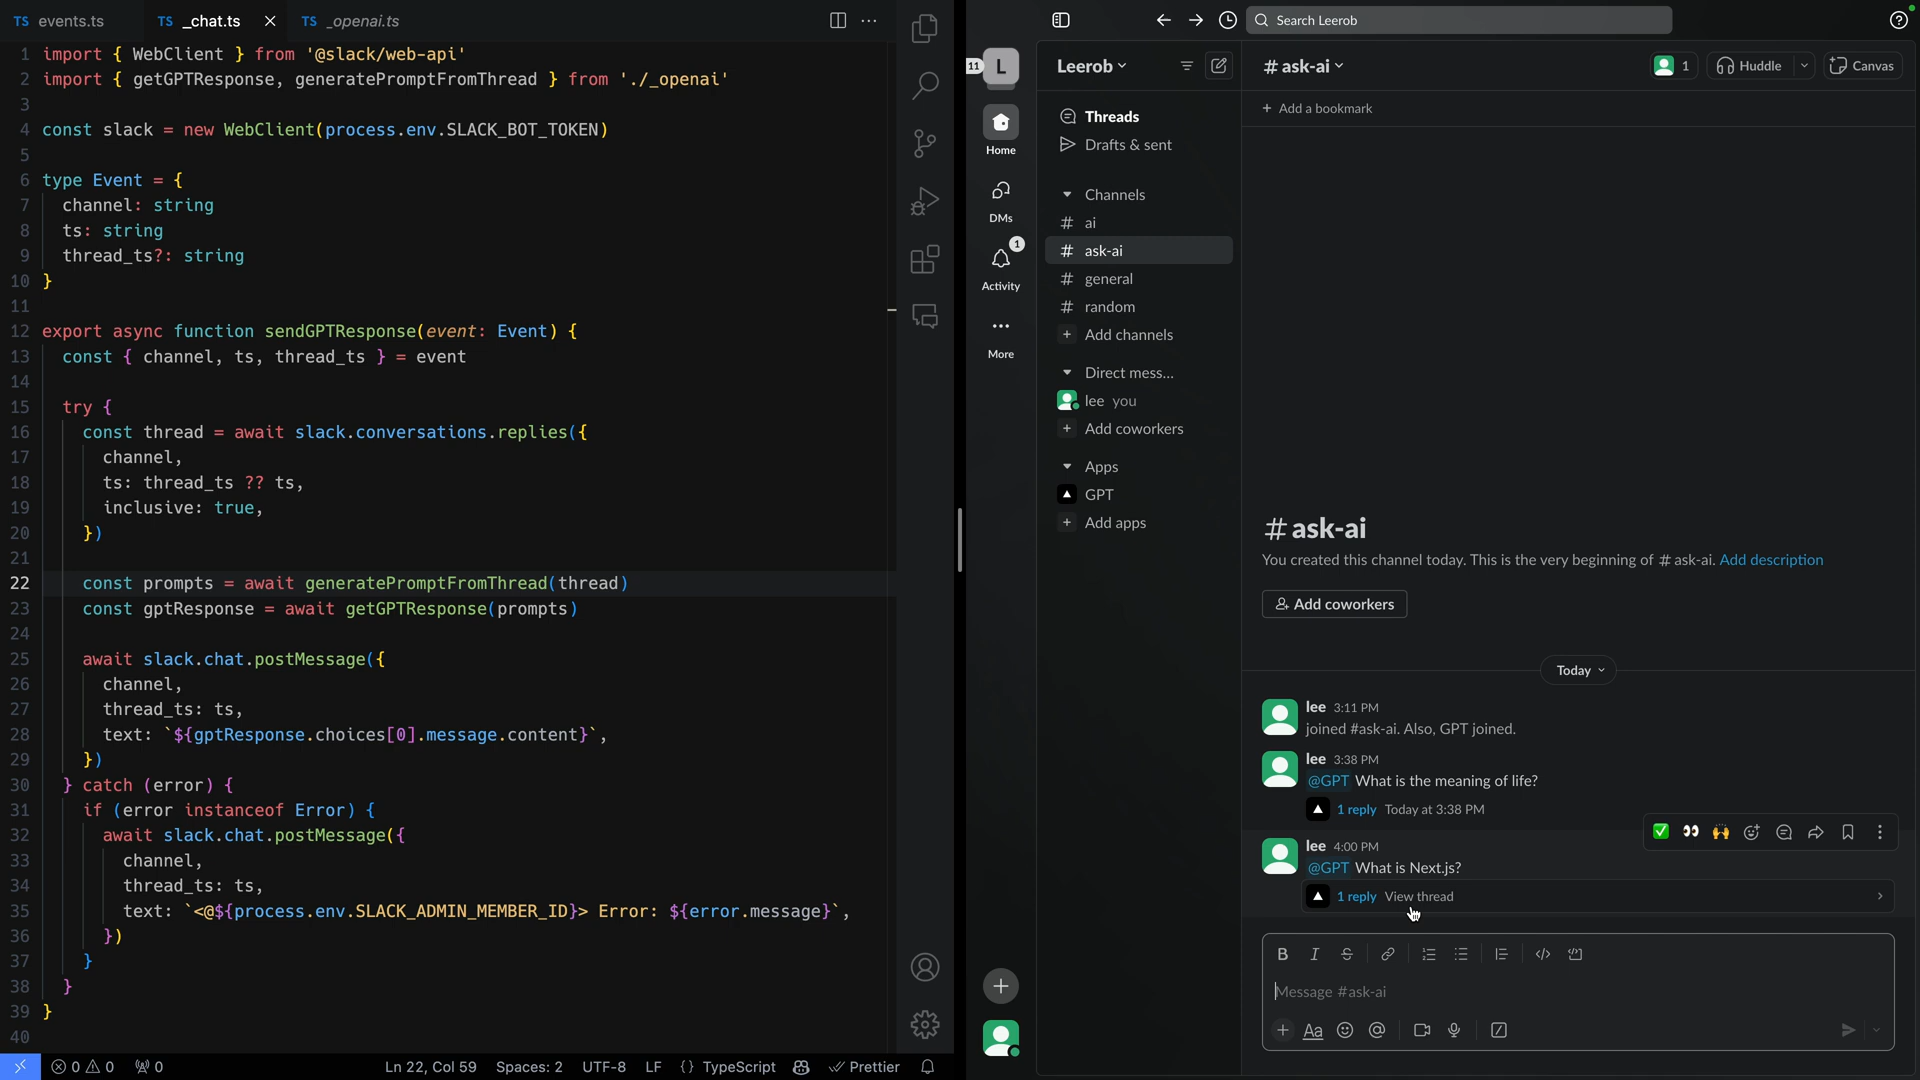 TS events.ts
TS _chat.ts
TS _openai.ts
1 import { WebClient } from '@slack/web-api'
2 import { getGPTResponse, generatePromptFromThread } from './_openai'
3
4 const slack = new WebClient(process.env.SLACK_BOT_TOKEN)
5
6 type Event = {
7 channel: string
8 ts: string
9 thread_ts?: string
10 }
11
12 export async function sendGPTResponse(event: Event) {
13 const { channel, ts, thread_ts } = event
14
15 try {
16 const thread = await slack.conversations.replies({
17 channel,
18 ts: thread_ts ?? ts,
19 inclusive: true,
20 })
21
22 const prompts = await generatePromptFromThread(thread)
23 const gptResponse = await getGPTResponse(prompts)
24
25 await slack.chat.postMessage({
26 channel,
27 thread_ts: ts,
28 text: `${gptResponse.choices[0].message.content}`,
29 })
30 } catch (error) {
31 if (error instanceof Error) {
32 await slack.chat.postMessage({
33 channel,
34 thread_ts: ts,
35 text: `<@${process.env.SLACK_ADMIN_MEMBER_ID}> Error: ${error.message}`,
36 })
37 }
38 }
39 }
40
0 0 0 Ln 22, Col 59 Spaces: 2 UTF-8 LF {} TypeScript Prettier
Search Leerob
11 L
Home
DMs
1
Activity
More
Leerob
Threads
Drafts & sent
Channels
# ai
# ask-ai
# general
# random
+ Add channels
Direct mess...
lee you
+ Add coworkers
Apps
GPT
+ Add apps
# ask-ai
1
Huddle
Canvas
+ Add a bookmark
# ask-ai
You created this channel today. This is the very beginning of # ask-ai. Add description
Add coworkers
Today
lee 3:11 PM
joined #ask-ai. Also, GPT joined.
lee 3:38 PM
@GPT What is the meaning of life?
1 reply Today at 3:38 PM
lee 4:00 PM
@GPT What is Next.js?
1 reply View thread
B I S
Message #ask-ai
+ Aa @